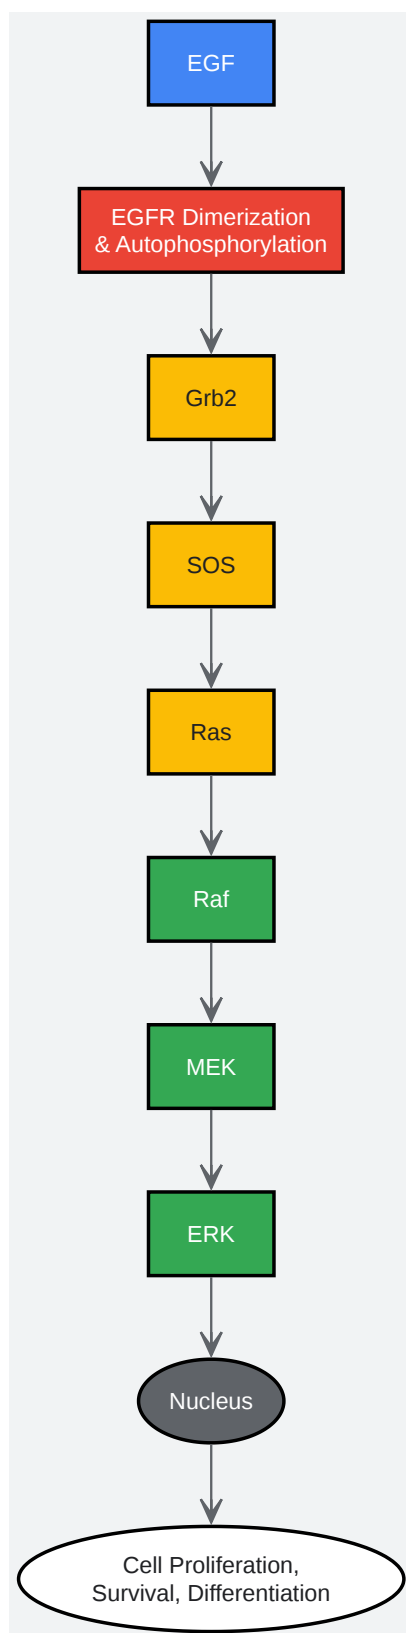 EGF
EGFR Dimerization
& Autophosphorylation
Grb2
SOS
Ras
Raf
MEK
ERK
Nucleus
Cell Proliferation,
Survival, Differentiation